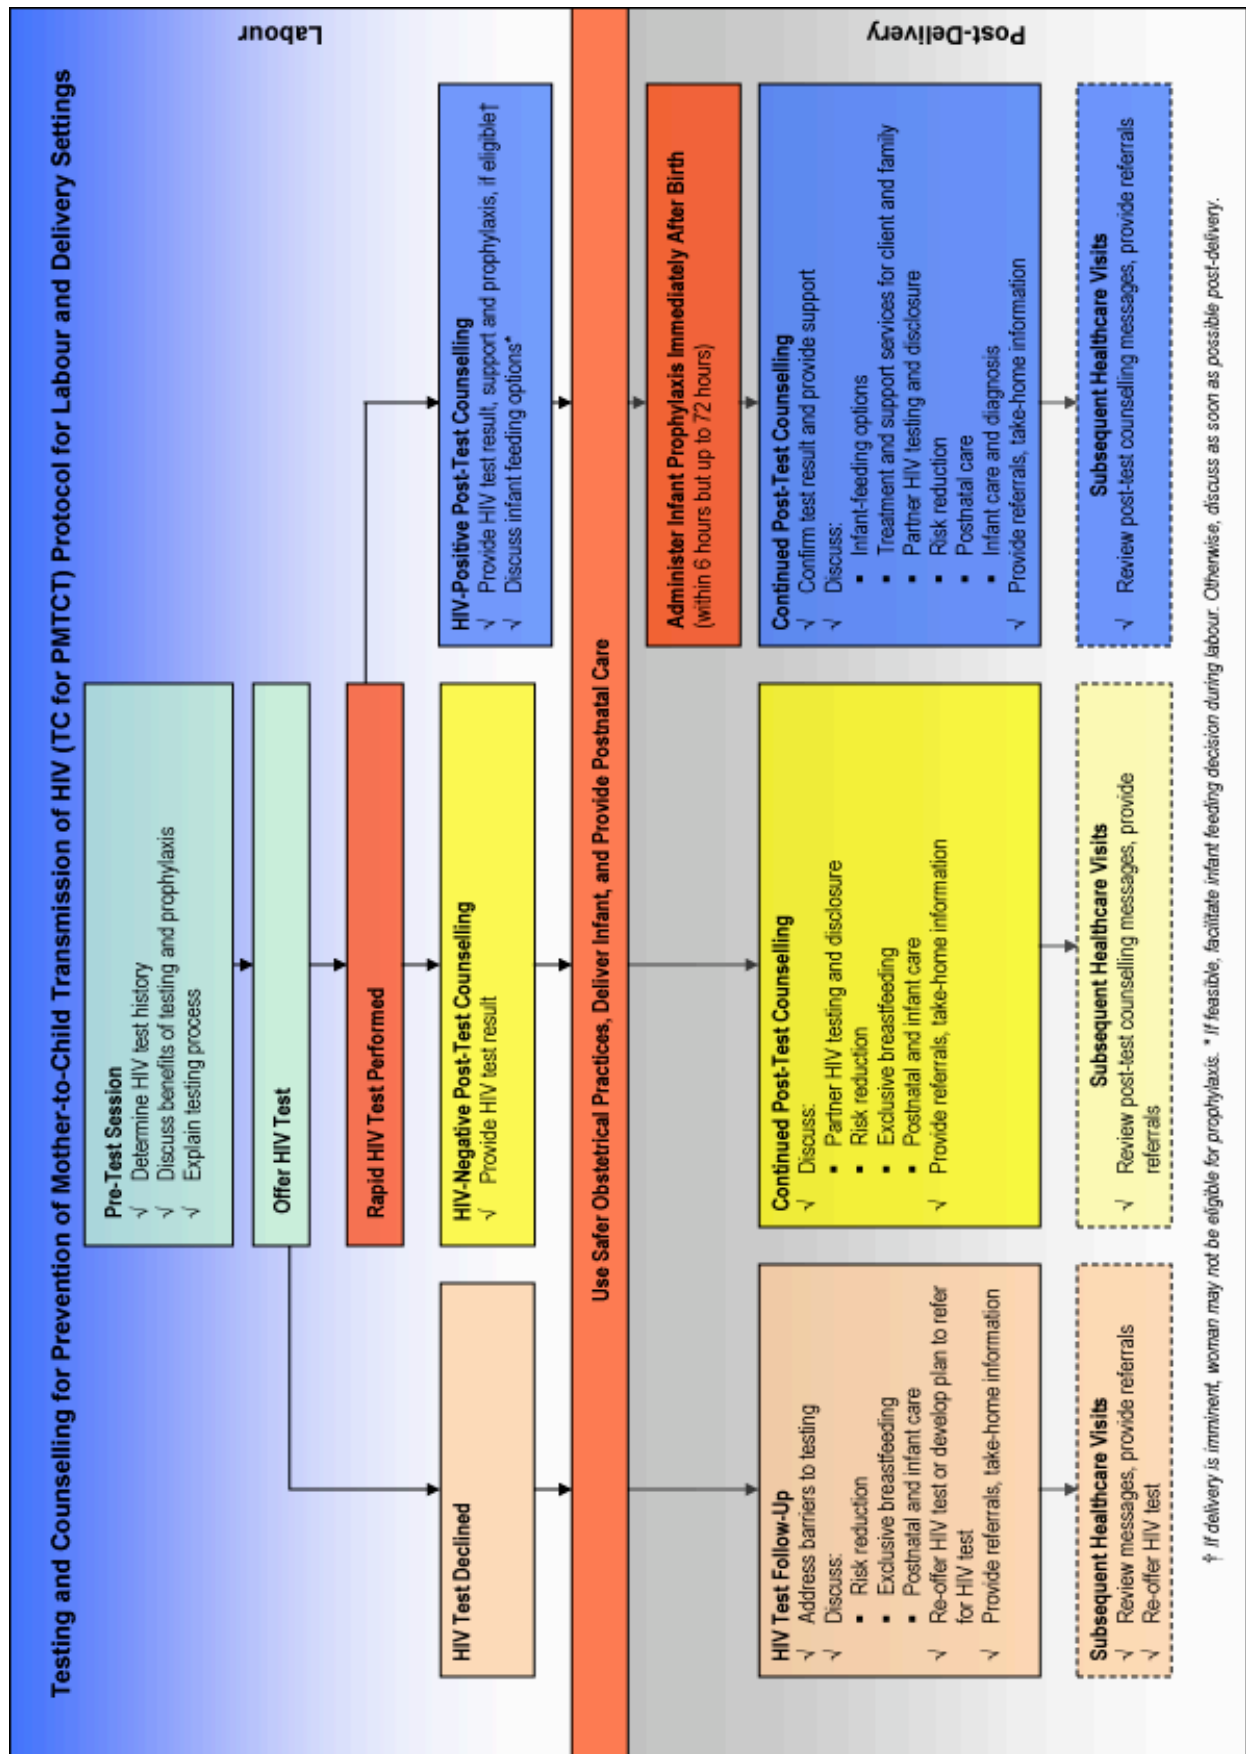 Testing and Counselling for Prevention of Mother-to-Child Transmission of HIV (TC for PMTCT) Protocol for Labour and Delivery Settings
Labour
Pre-Test Session
√ Determine HIV test history
√ Discuss benefits of testing and prophylaxis
√ Explain testing process
Offer HIV Test
Rapid HIV Test Performed
HIV Test Declined
HIV-Negative Post-Test Counselling
√ Provide HIV test result
HIV-Positive Post-Test Counselling
√ Provide HIV test result, support and prophylaxis, if eligible†
√ Discuss infant feeding options*
Use Safer Obstetrical Practices, Deliver Infant, and Provide Postnatal Care
Post-Delivery
Administer Infant Prophylaxis Immediately After Birth
(within 6 hours but up to 72 hours)
HIV Test Follow-Up
√ Address barriers to testing
√ Discuss:
▪ Risk reduction
▪ Exclusive breastfeeding
▪ Postnatal and infant care
√ Re-offer HIV test or develop plan to refer
for HIV test
√ Provide referrals, take-home information
Continued Post-Test Counselling
√ Discuss:
▪ Partner HIV testing and disclosure
▪ Risk reduction
▪ Exclusive breastfeeding
▪ Postnatal and infant care
√ Provide referrals, take-home information
Continued Post-Test Counselling
√ Confirm test result and provide support
√ Discuss:
▪ Infant-feeding options
▪ Treatment and support services for client and family
▪ Partner HIV testing and disclosure
▪ Risk reduction
▪ Postnatal care
▪ Infant care and diagnosis
√ Provide referrals, take-home information
Subsequent Healthcare Visits
√ Review messages, provide referrals
√ Re-offer HIV test
Subsequent Healthcare Visits
√ Review post-test counselling messages, provide
referrals
Subsequent Healthcare Visits
√ Review post-test counselling messages, provide referrals
† If delivery is imminent, woman may not be eligible for prophylaxis. * If feasible, facilitate infant feeding decision during labour. Otherwise, discuss as soon as possible post-delivery.